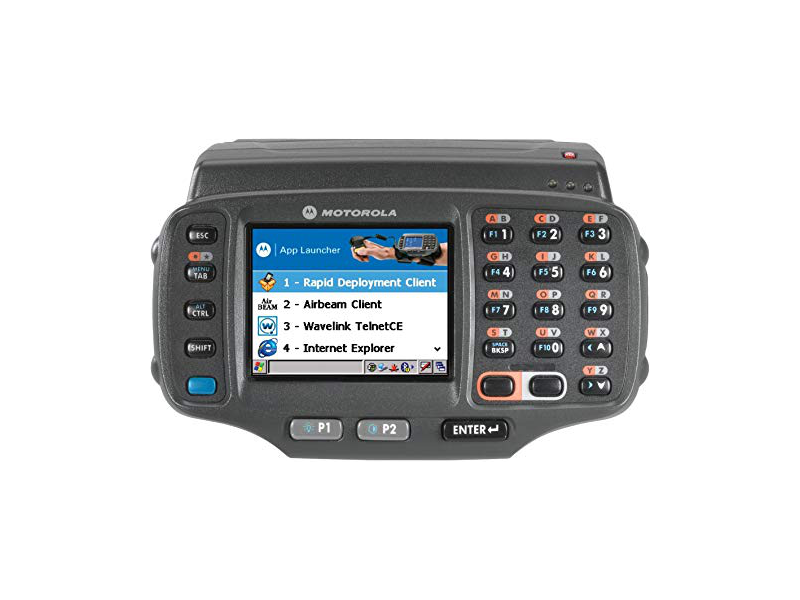 MOTOROLA
App Launcher
1 - Rapid Deployment Client
Air BEAM 2 - Airbeam Client
3 - Wavelink TelnetCE
4 - Internet Explorer
ESC
MENU
TAB
ALT
CTRL
SHIFT
A B C D E F
F1 1 F2 2 F3 3
G H I J K L
F4 4 F5 5 F6 6
M N O P Q R
F7 7 F8 8 F9 9
S T U V W X
SPACE
BKSP F10 0
Y Z
P1 P2 ENTER